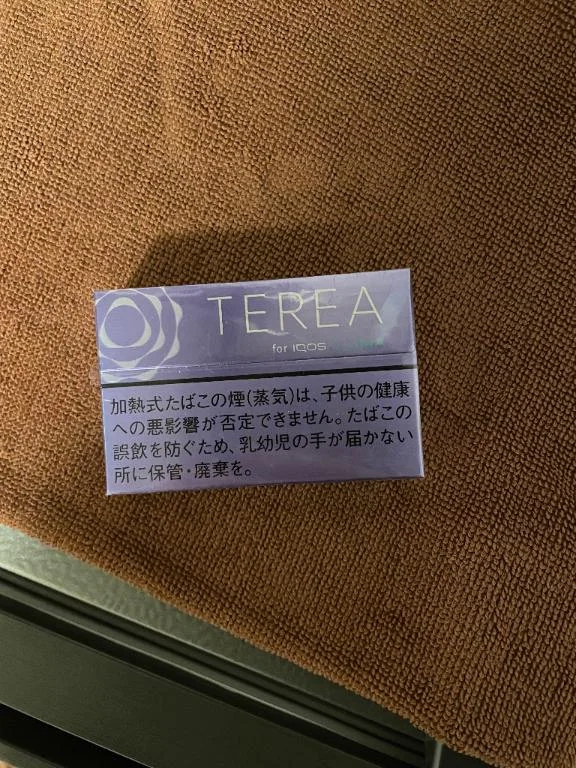 TEREA
for IQOS ILUMA
加熱式たばこの煙(蒸気)は、子供の健康
への悪影響が否定できません。たばこの
誤飲を防ぐため、乳幼児の手が届かない
所に保管・廃棄を。